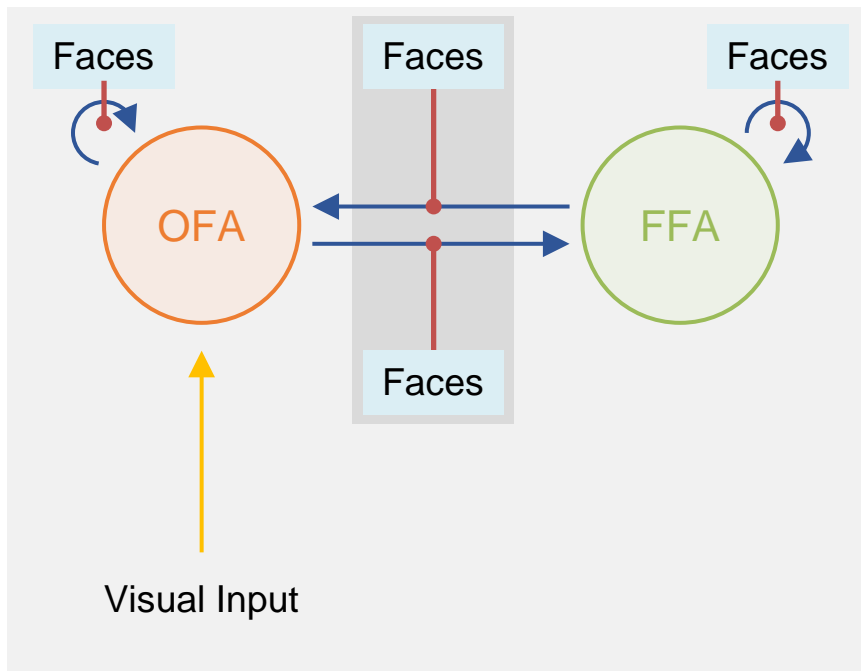 Faces
Faces
Faces
OFA
FFA
Faces
Visual Input